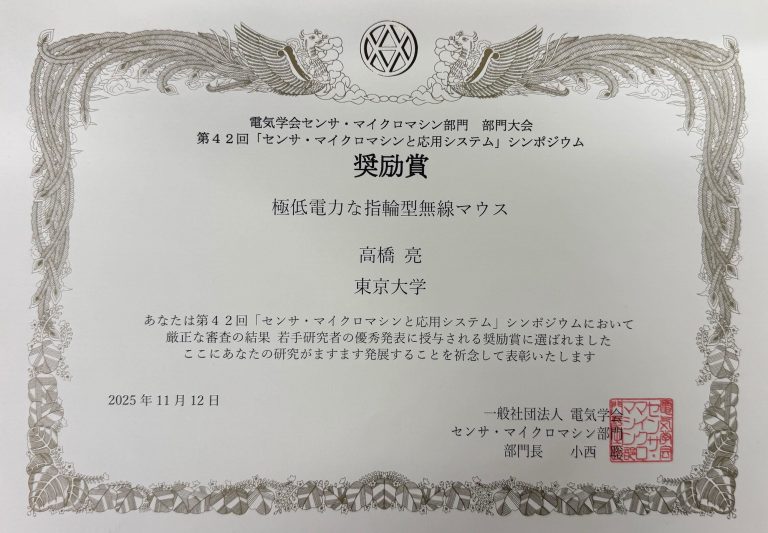 電気学会センサ・マイクロマシン部門　部門大会
第４２回「センサ・マイクロマシンと応用システム」シンポジウム
奨励賞
極低電力な指輪型無線マウス
高橋 亮
東京大学
あなたは第４２回「センサ・マイクロマシンと応用システム」シンポジウムにおいて
厳正な審査の結果 若手研究者の優秀発表に授与される奨励賞に選ばれました
ここにあなたの研究がますます発展することを祈念して表彰いたします
2025 年 11 月 12 日
一般社団法人 電気学会
センサ・マイクロマシン部門
部門長　小西